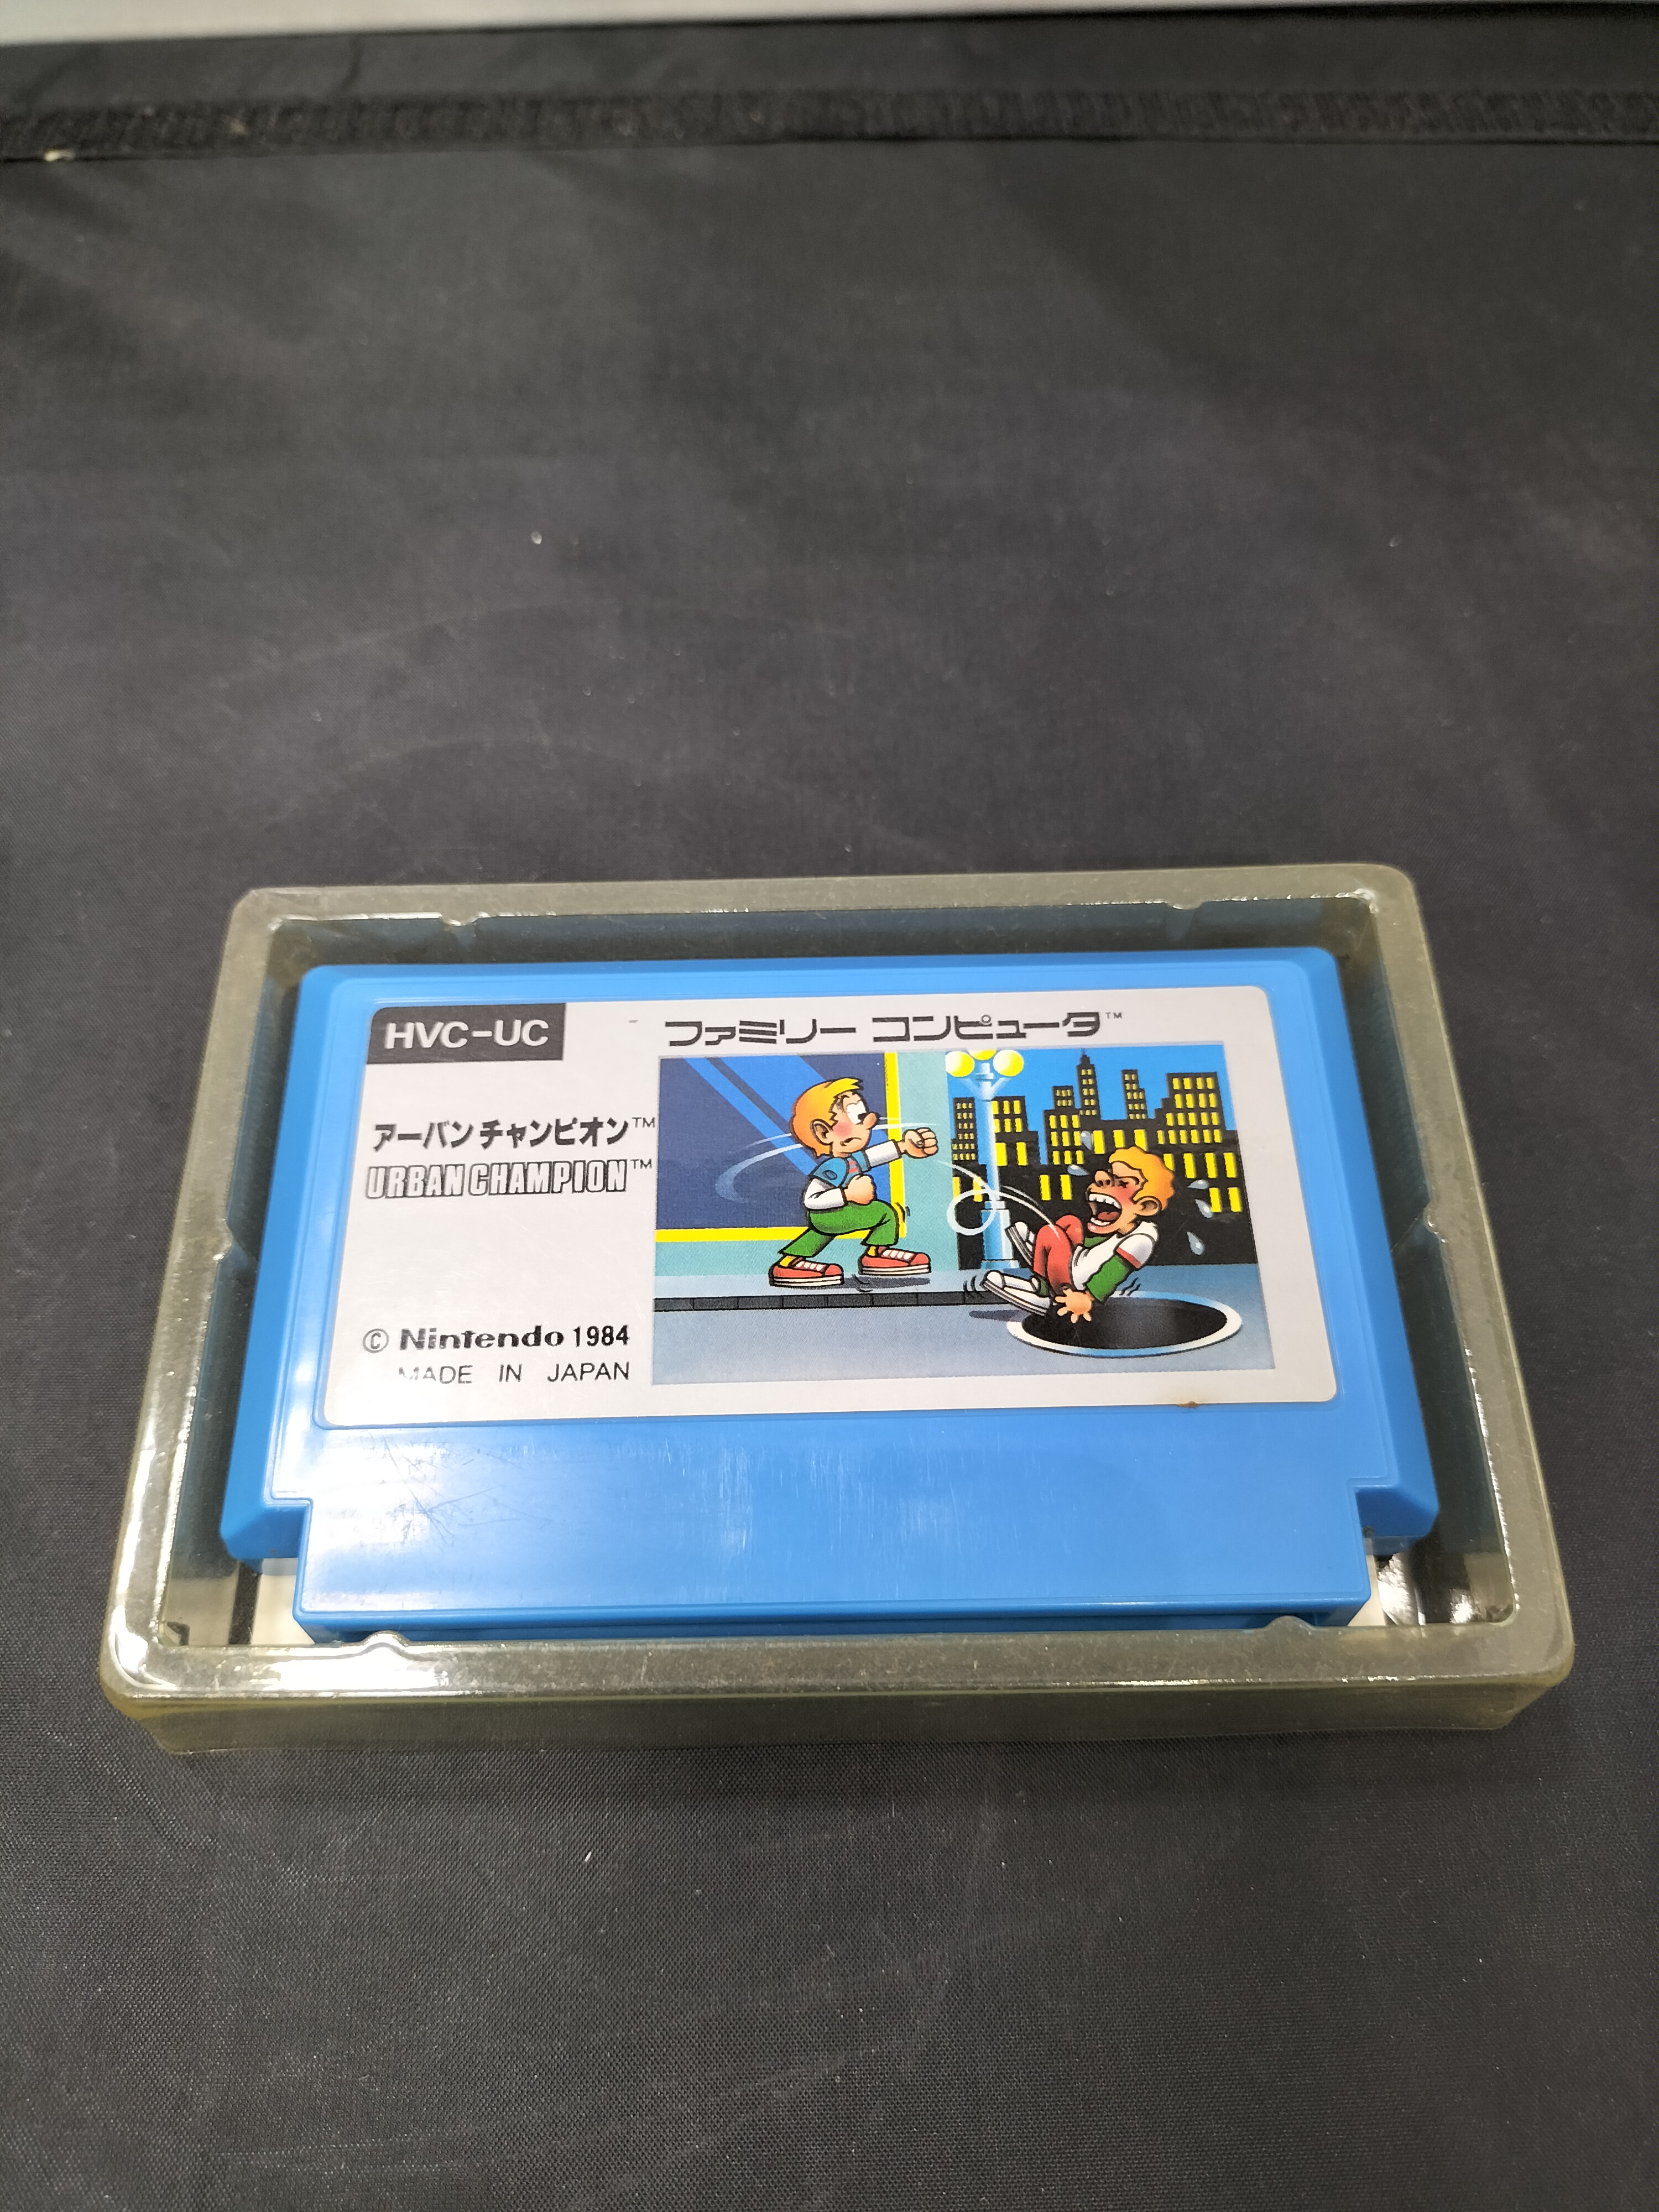 HVC-UC
ファミリー コンピュータ™
アーバンチャンピオン™
URBAN CHAMPION™
© Nintendo 1984
MADE IN JAPAN